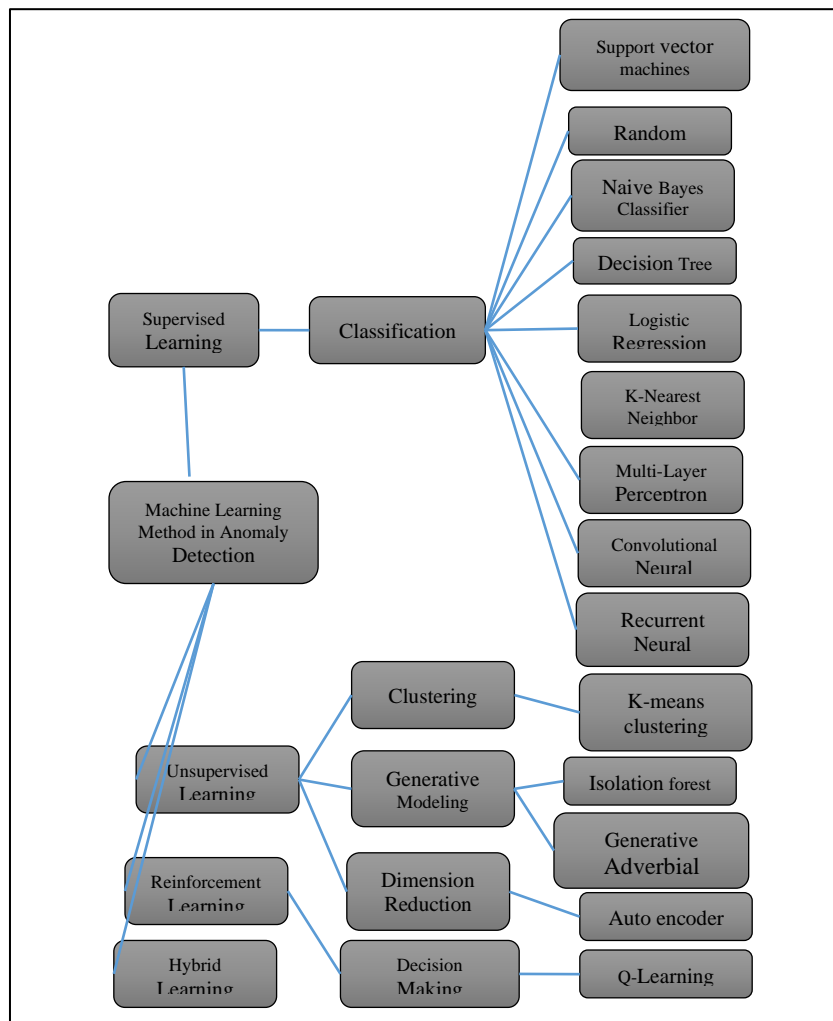 Support vector
machines
Random
Naive Bayes
Classifier
Decision Tree
Supervised
Learning
Classification
Logistic
Regression
K-Nearest
Neighbor
Multi-Layer
Perceptron
Machine Learning
Method in Anomaly
Detection
Convolutional
Neural
Recurrent
Neural
Clustering
K-means
clustering
Unsupervised
Learning
Generative
Modeling
Isolation forest
Generative
Adverbial
Reinforcement
Learning
Dimension
Reduction
Auto encoder
Hybrid
Learning
Decision
Making
Q-Learning